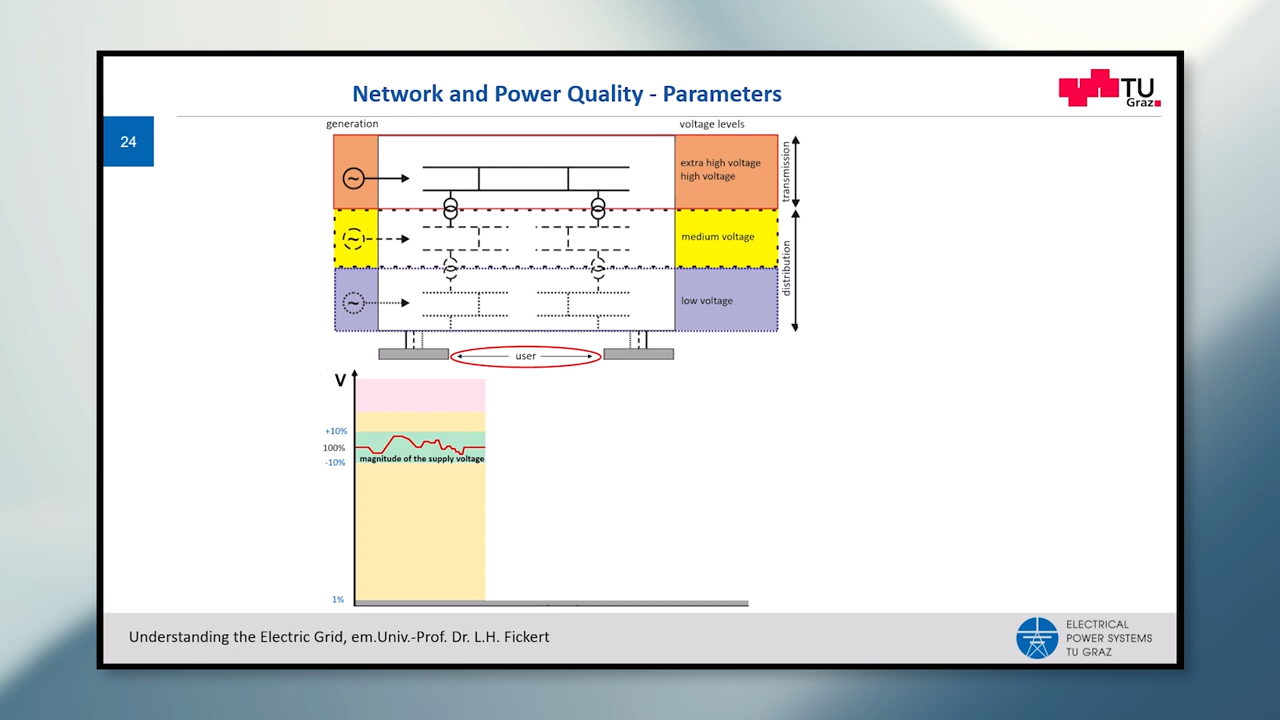 Network and Power Quality - Parameters
TU
Graz
24
generation
voltage levels
extra high voltage
high voltage
transmission
medium voltage
distribution
low voltage
user
V
+10%
100%
-10%
magnitude of the supply voltage
1%
Understanding the Electric Grid, em.Univ.-Prof. Dr. L.H. Fickert
ELECTRICAL
POWER SYSTEMS
TU GRAZ